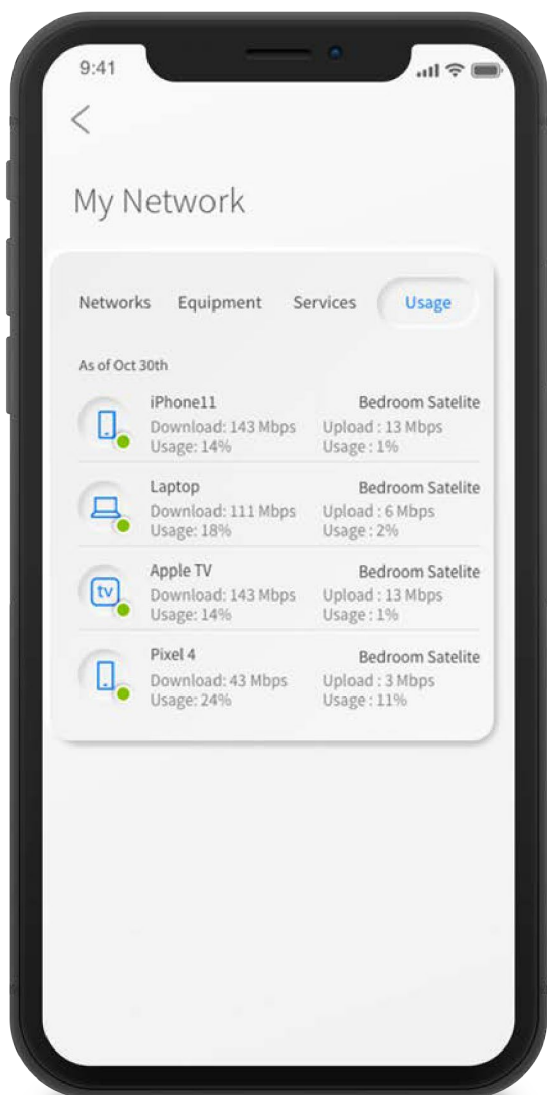 9:41
My Network
Networks Equipment Services Usage
As of Oct 30th
iPhone11 Bedroom Satelite
Download: 143 Mbps Upload : 13 Mbps
Usage: 14% Usage : 1%
Laptop Bedroom Satelite
Download: 111 Mbps Upload : 6 Mbps
Usage: 18% Usage : 2%
tv
Apple TV Bedroom Satelite
Download: 143 Mbps Upload : 13 Mbps
Usage: 14% Usage : 1%
Pixel 4 Bedroom Satelite
Download: 43 Mbps Upload : 3 Mbps
Usage: 24% Usage : 11%